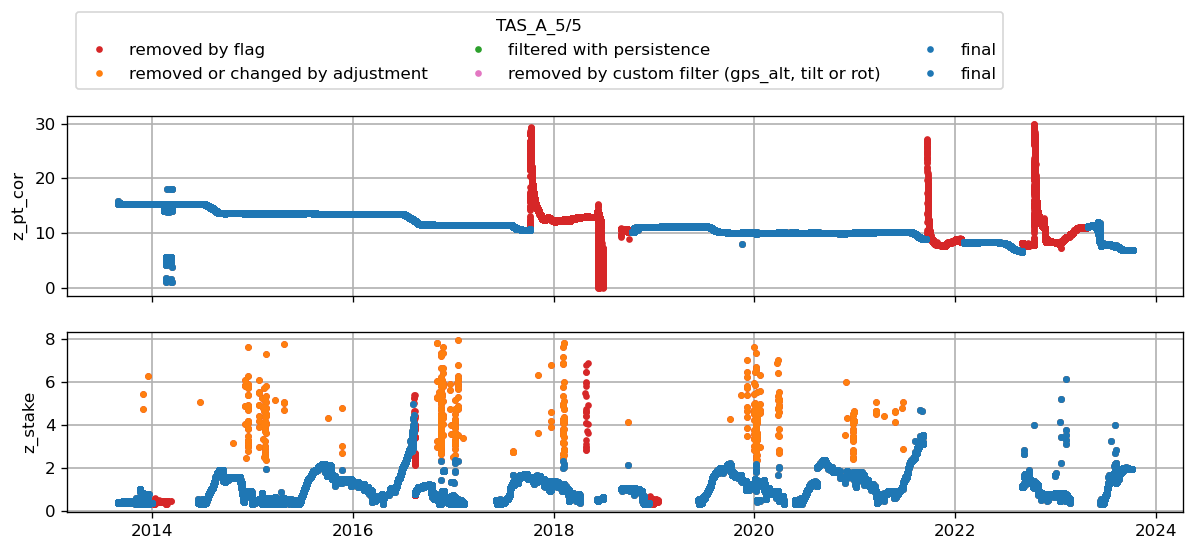 TAS_A_5/5
removed by flag
filtered with persistence
final
removed or changed by adjustment
removed by custom filter (gps_alt, tilt or rot)
final
30
20
10
0
z_pt_cor
8
6
4
2
0
z_stake
2014 2016 2018 2020 2022 2024